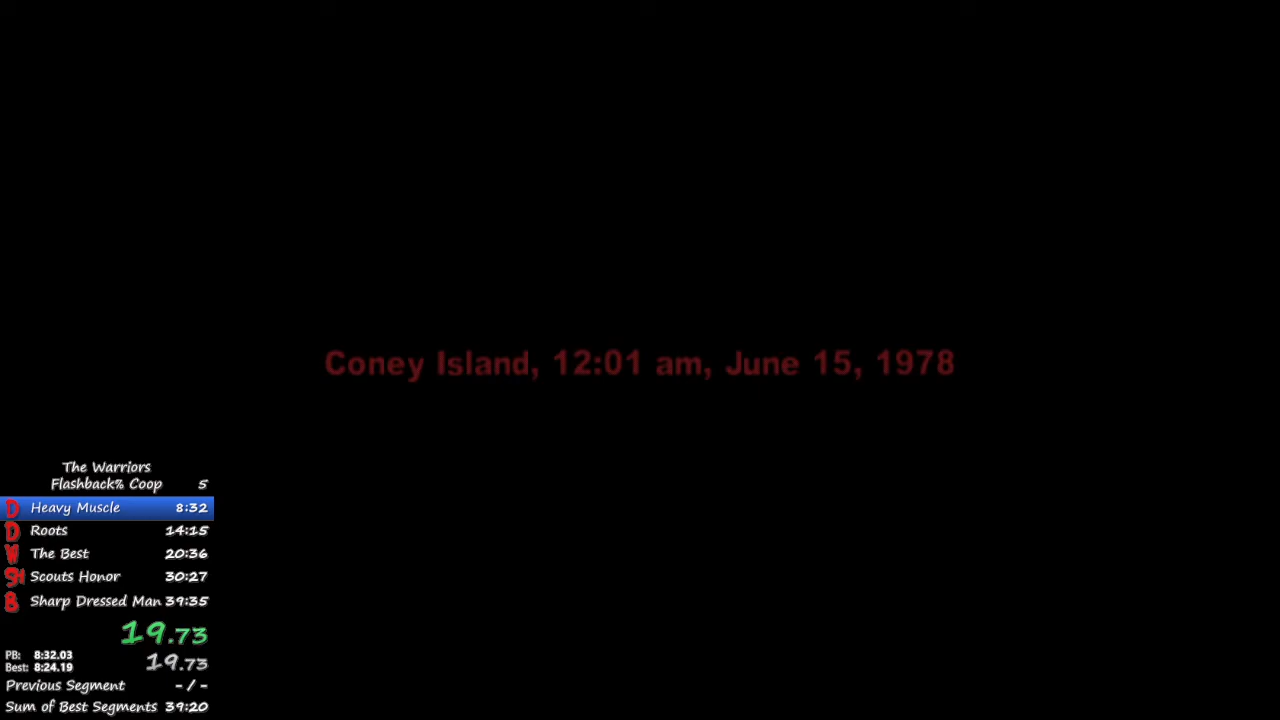 Coney Island, 12:01 am, June 15, 1978
The Warriors
Flashback% Coop 5
D Heavy Muscle 8:32
D Roots 14:15
W The Best 20:36
9H Scouts Honor 30:27
B Sharp Dressed Man 39:35
19.73
PB: 8:32.03
Best: 8:24.19
19.73
Previous Segment - / -
Sum of Best Segments 39:20